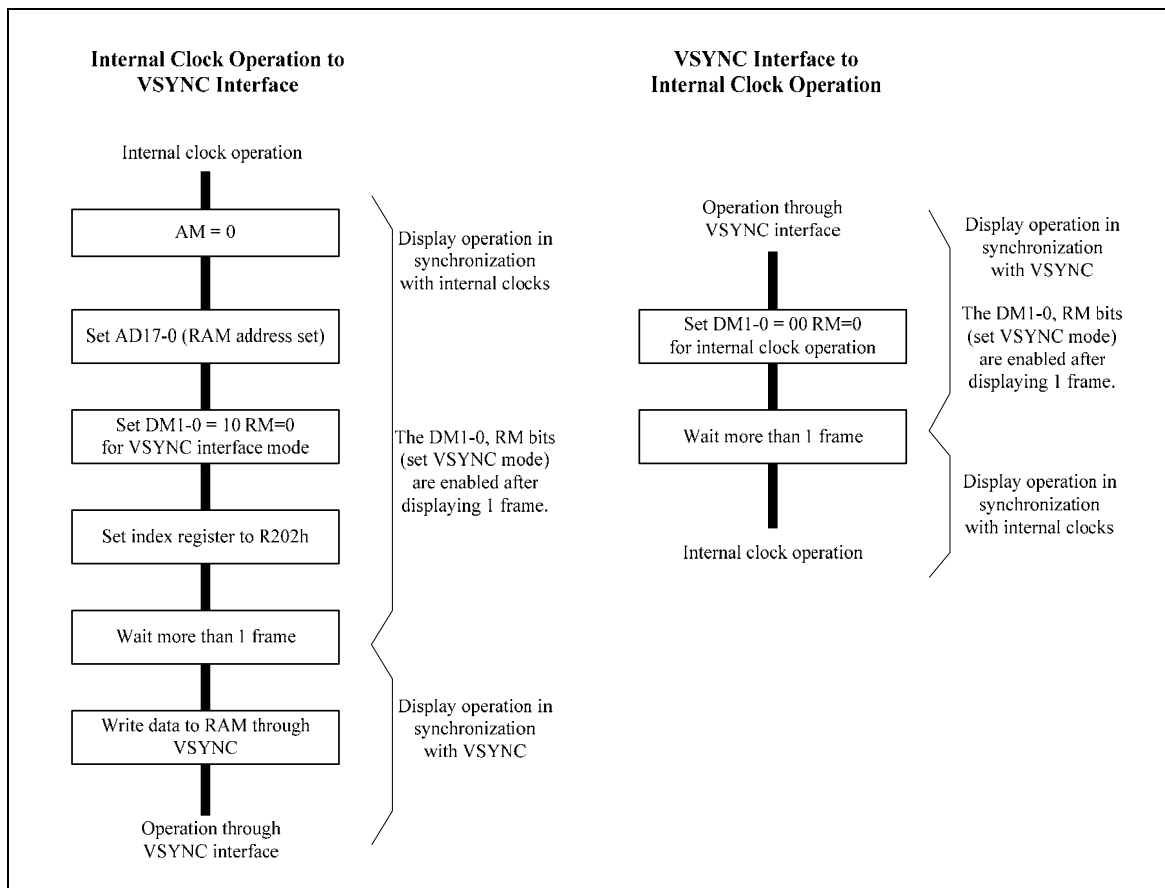 Internal Clock Operation to
VSYNC Interface
Internal clock operation
AM = 0
Set AD17-0 (RAM address set)
Set DM1-0 = 10 RM=0
for VSYNC interface mode
Set index register to R202h
Wait more than 1 frame
Write data to RAM through
VSYNC
Operation through
VSYNC interface
Display operation in
synchronization
with internal clocks
The DM1-0, RM bits
(set VSYNC mode)
are enabled after
displaying 1 frame.
Display operation in
synchronization
with VSYNC
VSYNC Interface to
Internal Clock Operation
Operation through
VSYNC interface
Set DM1-0 = 00 RM=0
for internal clock operation
Wait more than 1 frame
Internal clock operation
Display operation in
synchronization
with VSYNC
The DM1-0, RM bits
(set VSYNC mode)
are enabled after
displaying 1 frame.
Display operation in
synchronization
with internal clocks